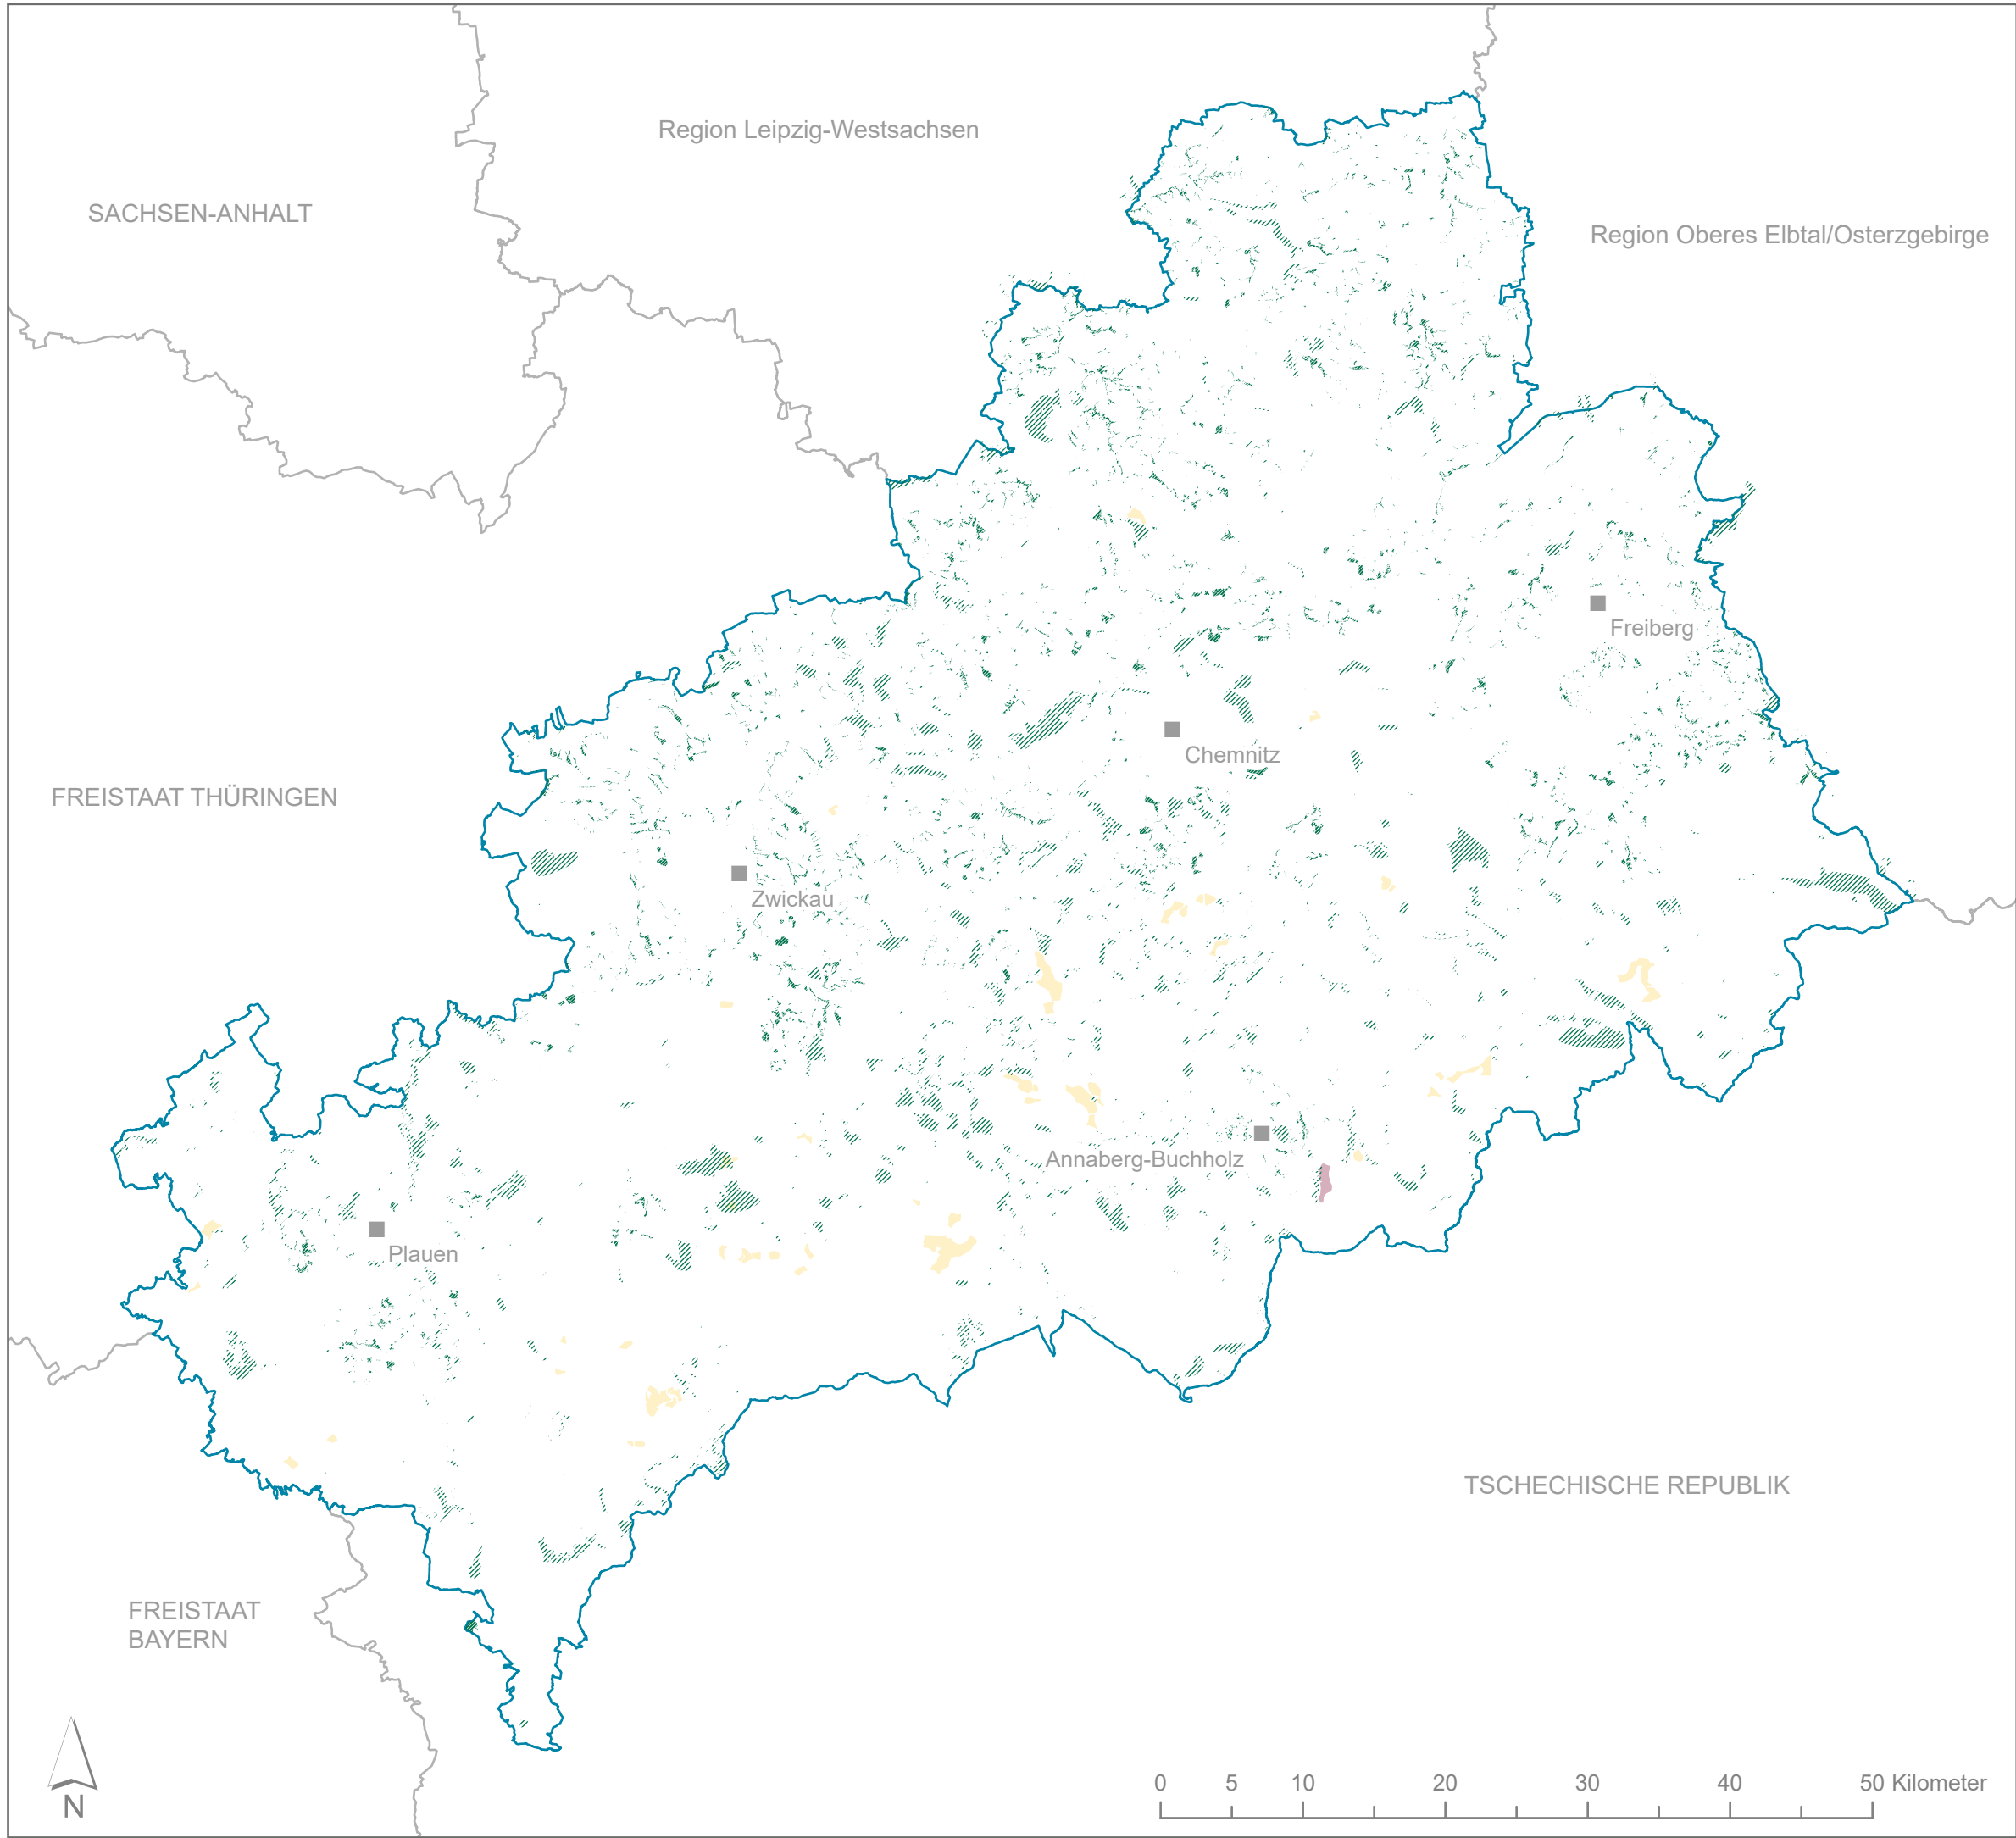 Region Leipzig-Westsachsen
SACHSEN-ANHALT
Region Oberes Elbtal/Osterzgebirge
Freiberg
Chemnitz
FREISTAAT THÜRINGEN
Zwickau
Annaberg-Buchholz
Plauen
TSCHECHISCHE REPUBLIK
FREISTAAT
BAYERN
0 5 10 20 30 40 50 Kilometer
N